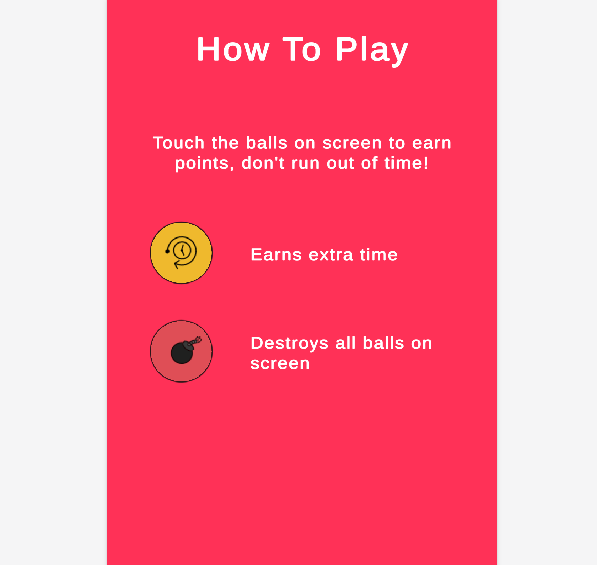 How To Play
Touch the balls on screen to earn
points, don't run out of time!
Earns extra time
Destroys all balls on
screen